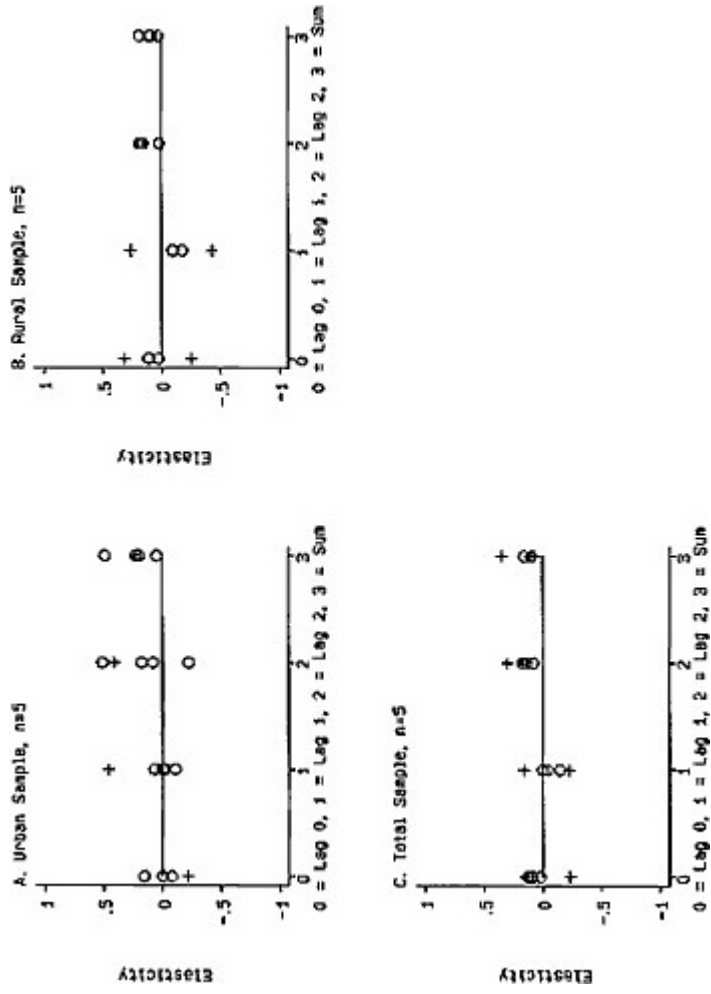 A. Urban Sample, n=5
1
.5
0
-.5
-1
Elasticity
0 1 2 3
0 = Lag 0, 1 = Lag 1, 2 = Lag 2, 3 = Sum
B. Rural Sample, n=5
1
.5
0
-.5
-1
Elasticity
0 1 2 3
0 = Lag 0, 1 = Lag 1, 2 = Lag 2, 3 = Sum
C. Total Sample, n=5
1
.5
0
-.5
-1
Elasticity
0 1 2 3
0 = Lag 0, 1 = Lag 1, 2 = Lag 2, 3 = Sum